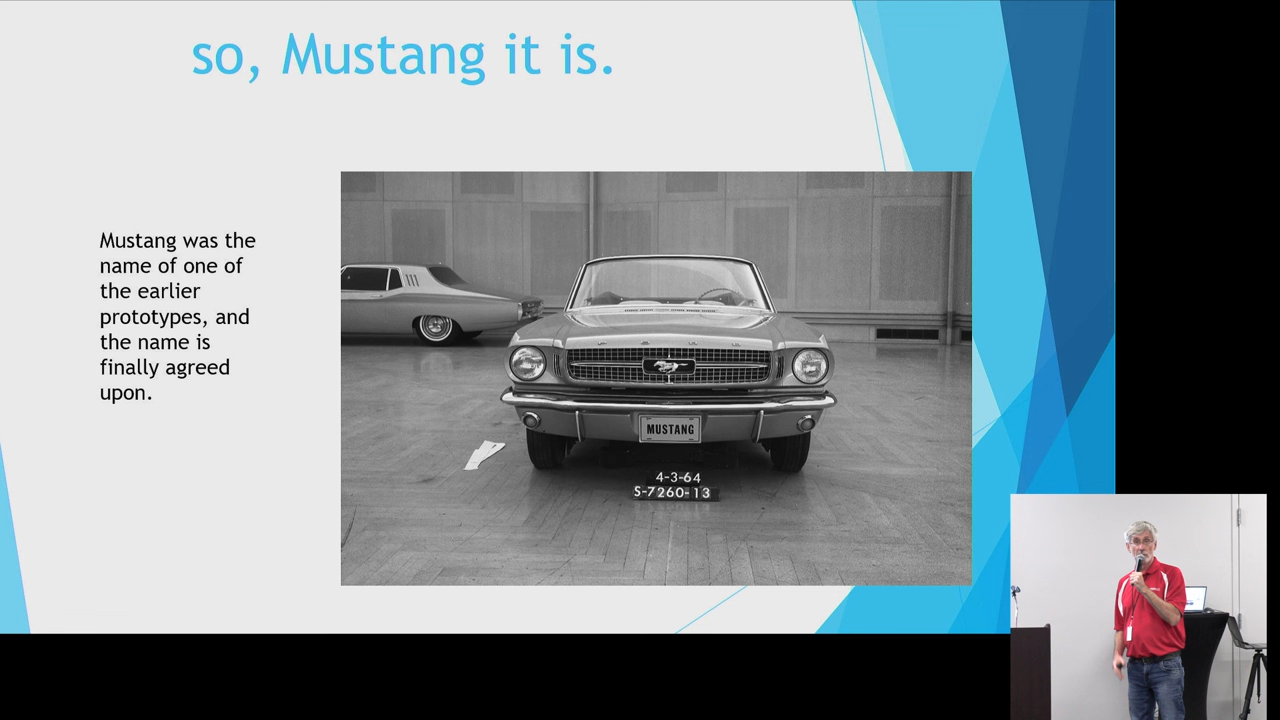 so, Mustang it is.
Mustang was the
name of one of
the earlier
prototypes, and
the name is
finally agreed
upon.
FORD
MUSTANG
4-3-64
S-7260-13